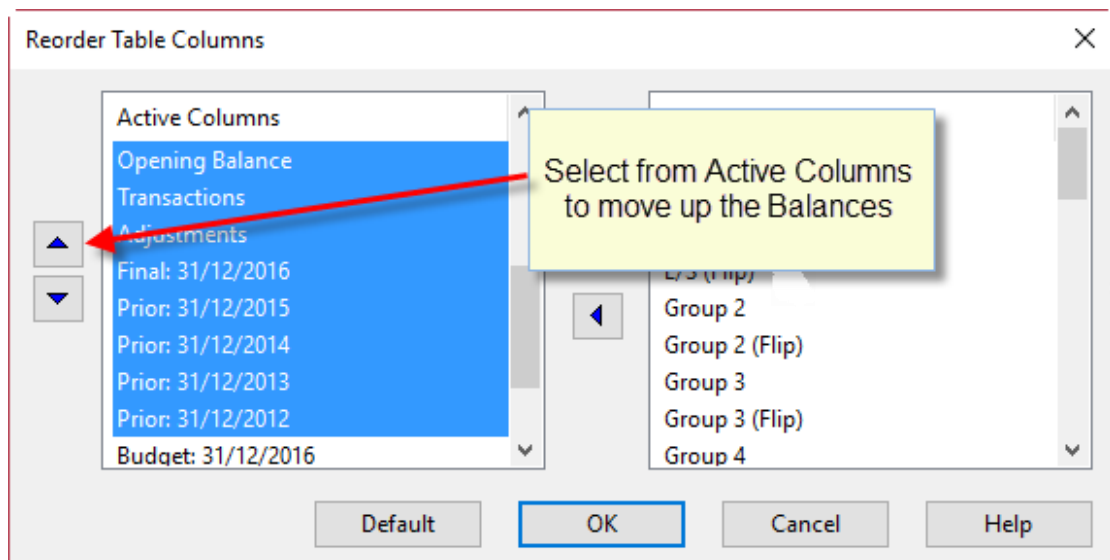 Reorder Table Columns
Active Columns
Opening Balance
Transactions
Adjustments
Final: 31/12/2016
Prior: 31/12/2015
Prior: 31/12/2014
Prior: 31/12/2013
Prior: 31/12/2012
Budget: 31/12/2016
Select from Active Columns
to move up the Balances
L/S (Flip)
Group 2
Group 2 (Flip)
Group 3
Group 3 (Flip)
Group 4
Default
OK
Cancel
Help